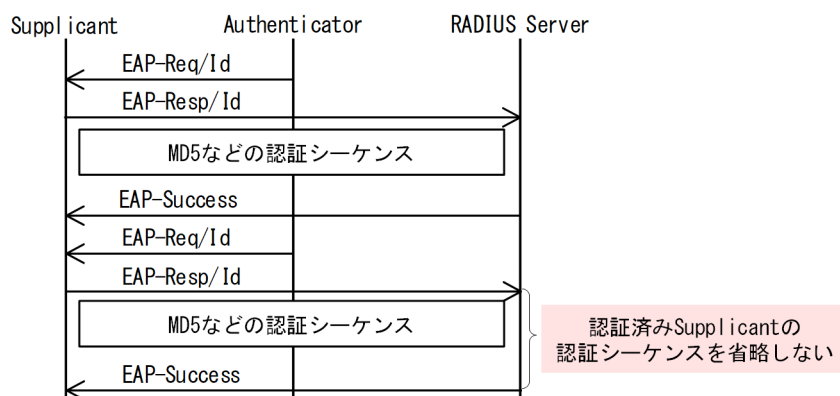 Supplicant Authenticator RADIUS Server
EAP-Req/Id
EAP-Resp/Id
MD5などの認証シーケンス
EAP-Success
EAP-Req/Id
EAP-Resp/Id
MD5などの認証シーケンス
認証済みSupplicantの
認証シーケンスを省略しない
EAP-Success